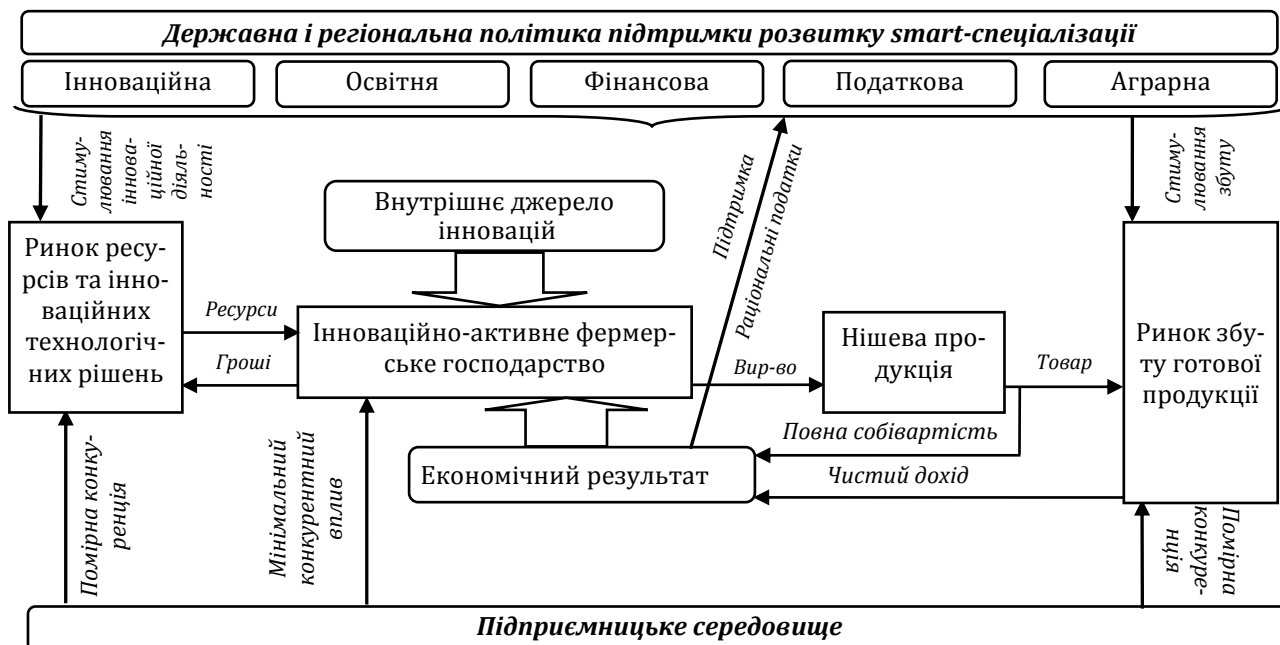 Державна і регіональна політика підтримки розвитку smart-спеціалізації
Інноваційна
Освітня
Фінансова
Податкова
Аграрна
Стиму-
лювання
іннова-
ційної
діяль-
ності
Внутрішнє джерело
інновацій
Підтримка
Раціональні податки
Стиму-
лювання
збуту
Ринок ресу-
рсів та інно-
ваційних
технологіч-
них рішень
Ресурси
Гроші
Інноваційно-активне фермер-
ське господарство
Вир-во
Нішева про-
дукція
Товар
Ринок збу-
ту готової
продукції
Повна собівартість
Чистий дохід
Економічний результат
Помірна конку-
ренція
Мінімальний
конкурентний
вплив
Помірна
конкуре-
нція
Підприємницьке середовище